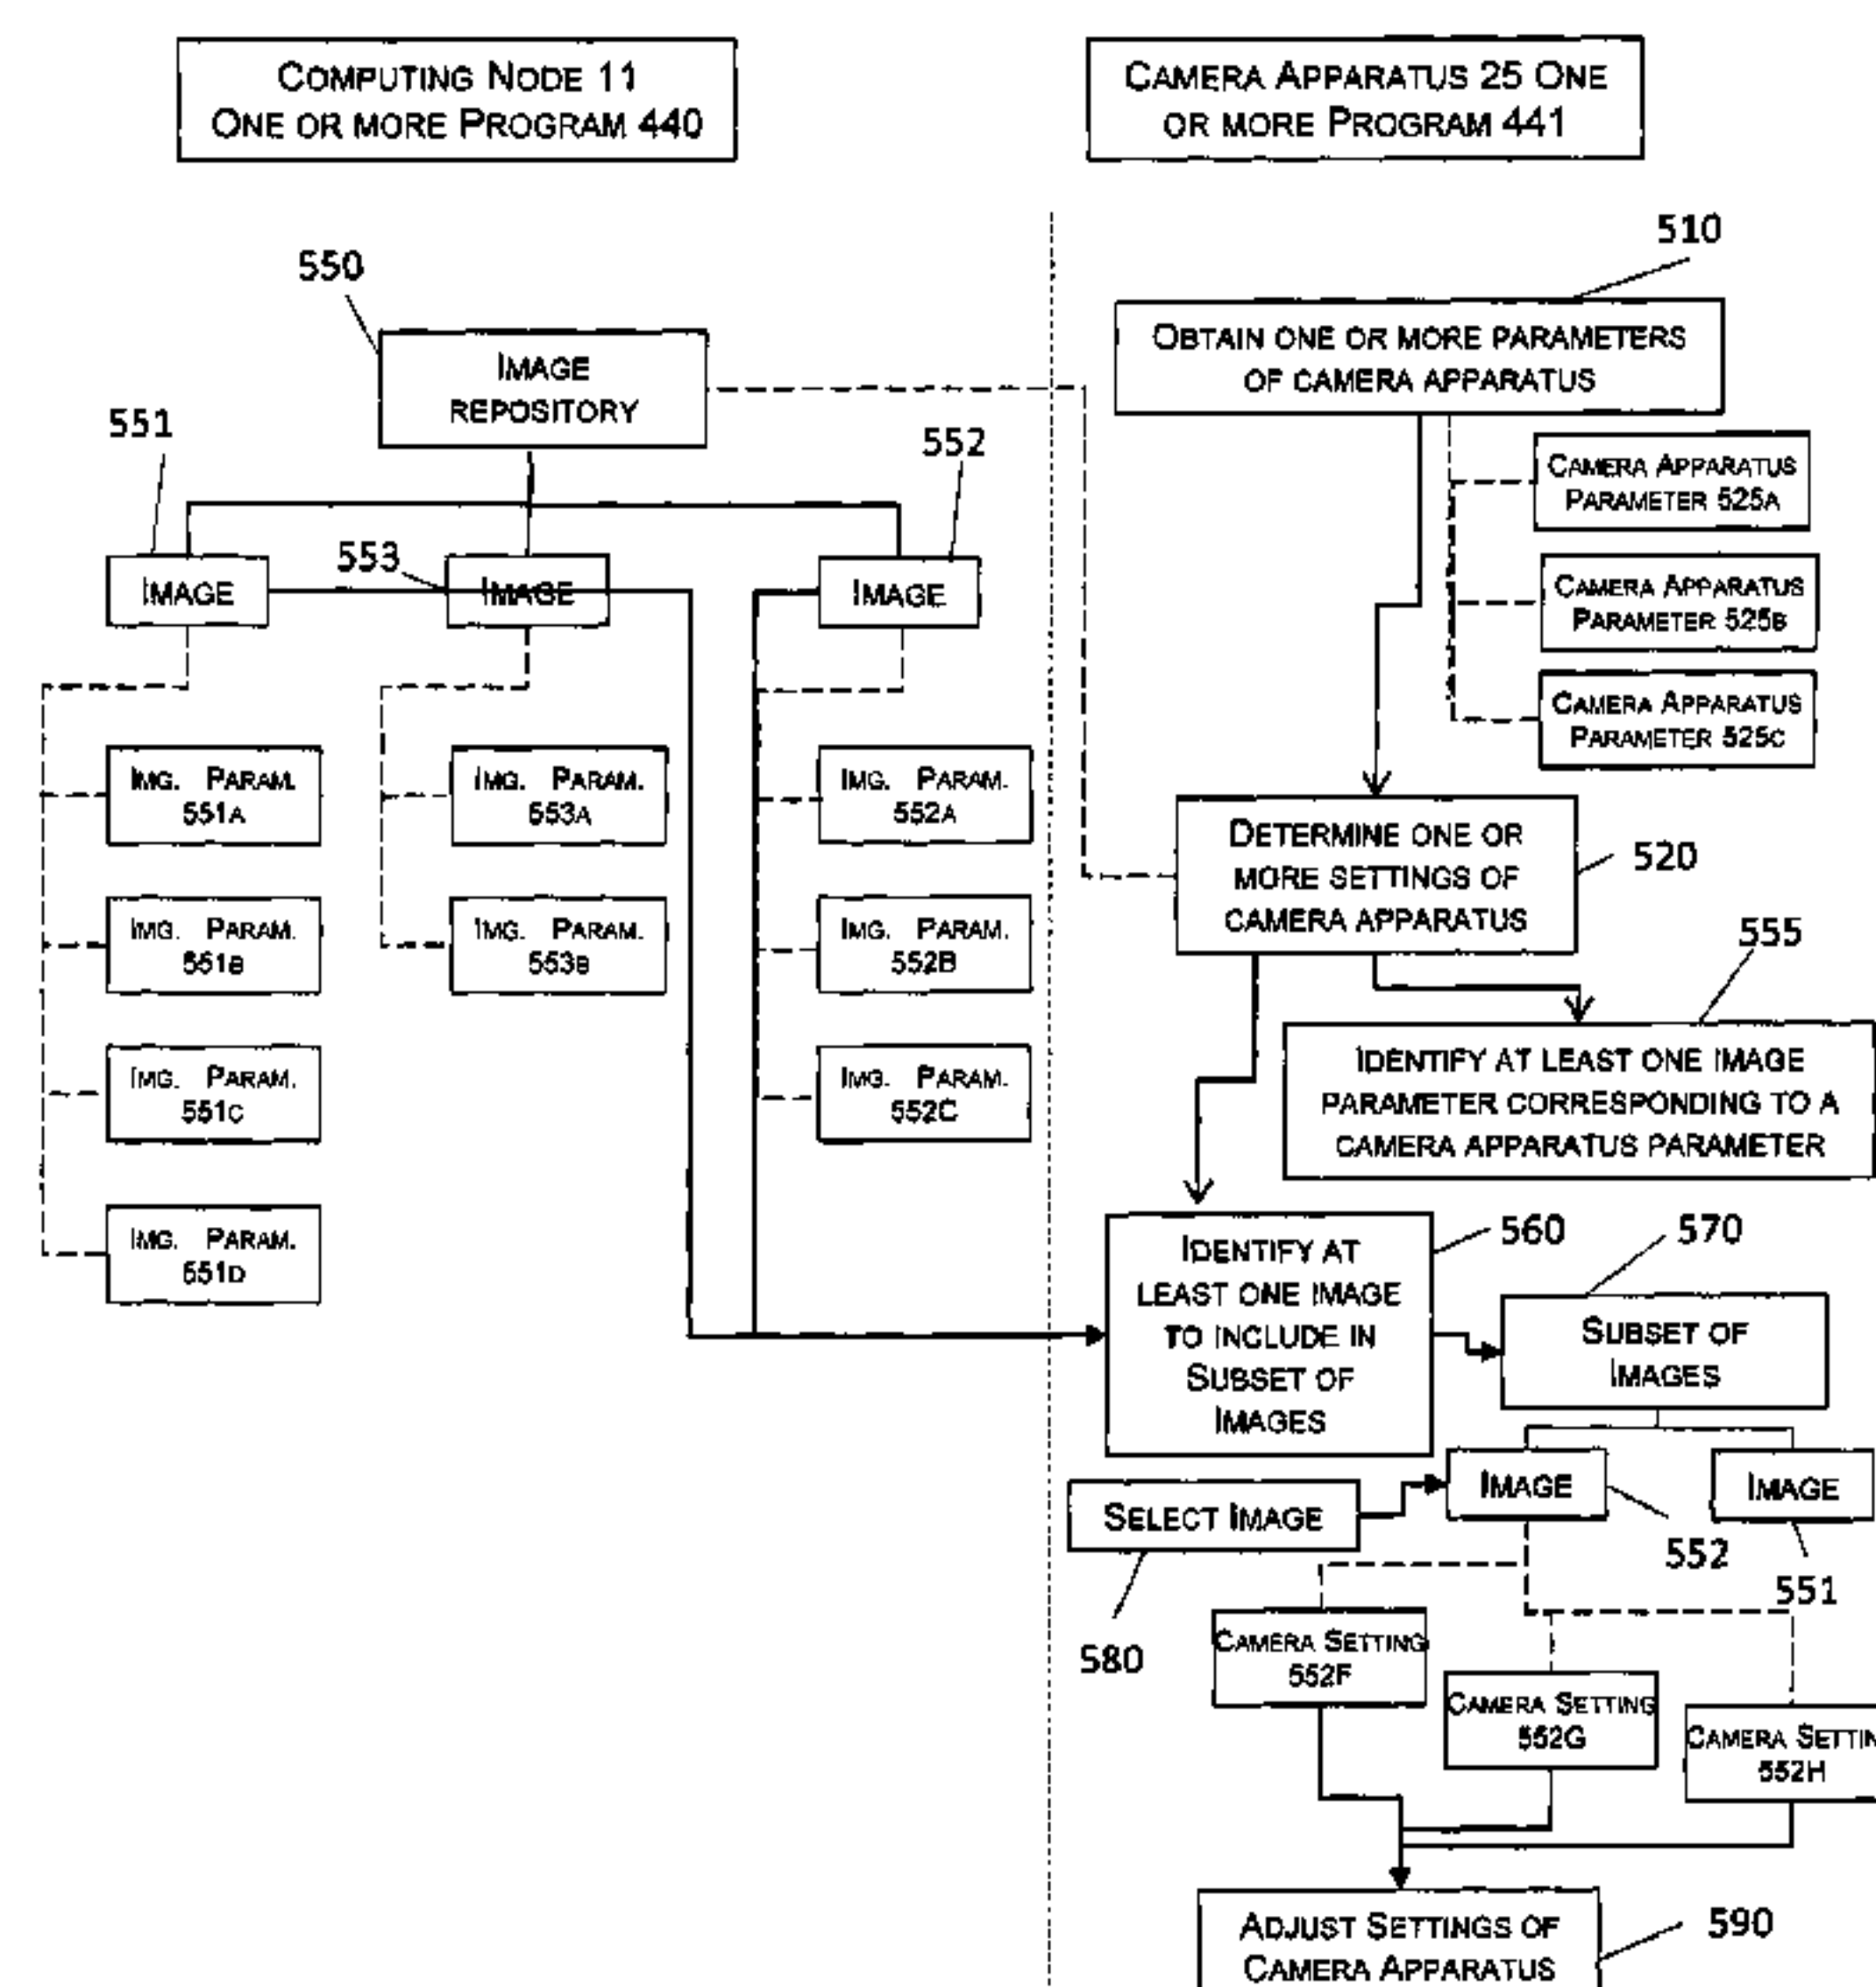 COMPUTING NODE 11
ONE OR MORE PROGRAM 440
CAMERA APPARATUS 25 ONE
OR MORE PROGRAM 441
550
IMAGE
REPOSITORY
551
552
553
IMAGE
IMAGE
IMAGE
IMG. PARAM.
551A
IMG. PARAM.
551B
IMG. PARAM.
551C
IMG. PARAM.
551D
IMG. PARAM.
553A
IMG. PARAM.
553B
IMG. PARAM.
552A
IMG. PARAM.
552B
IMG. PARAM.
552C
510
OBTAIN ONE OR MORE PARAMETERS
OF CAMERA APPARATUS
CAMERA APPARATUS
PARAMETER 525A
CAMERA APPARATUS
PARAMETER 525B
CAMERA APPARATUS
PARAMETER 525C
DETERMINE ONE OR
MORE SETTINGS OF
CAMERA APPARATUS
520
555
IDENTIFY AT LEAST ONE IMAGE
PARAMETER CORRESPONDING TO A
CAMERA APPARATUS PARAMETER
IDENTIFY AT
LEAST ONE IMAGE
TO INCLUDE IN
SUBSET OF
IMAGES
560
570
SUBSET OF
IMAGES
SELECT IMAGE
580
IMAGE
552
IMAGE
551
CAMERA SETTING
552F
CAMERA SETTING
552G
CAMERA SETTIN
552H
ADJUST SETTINGS OF
CAMERA APPARATUS
590